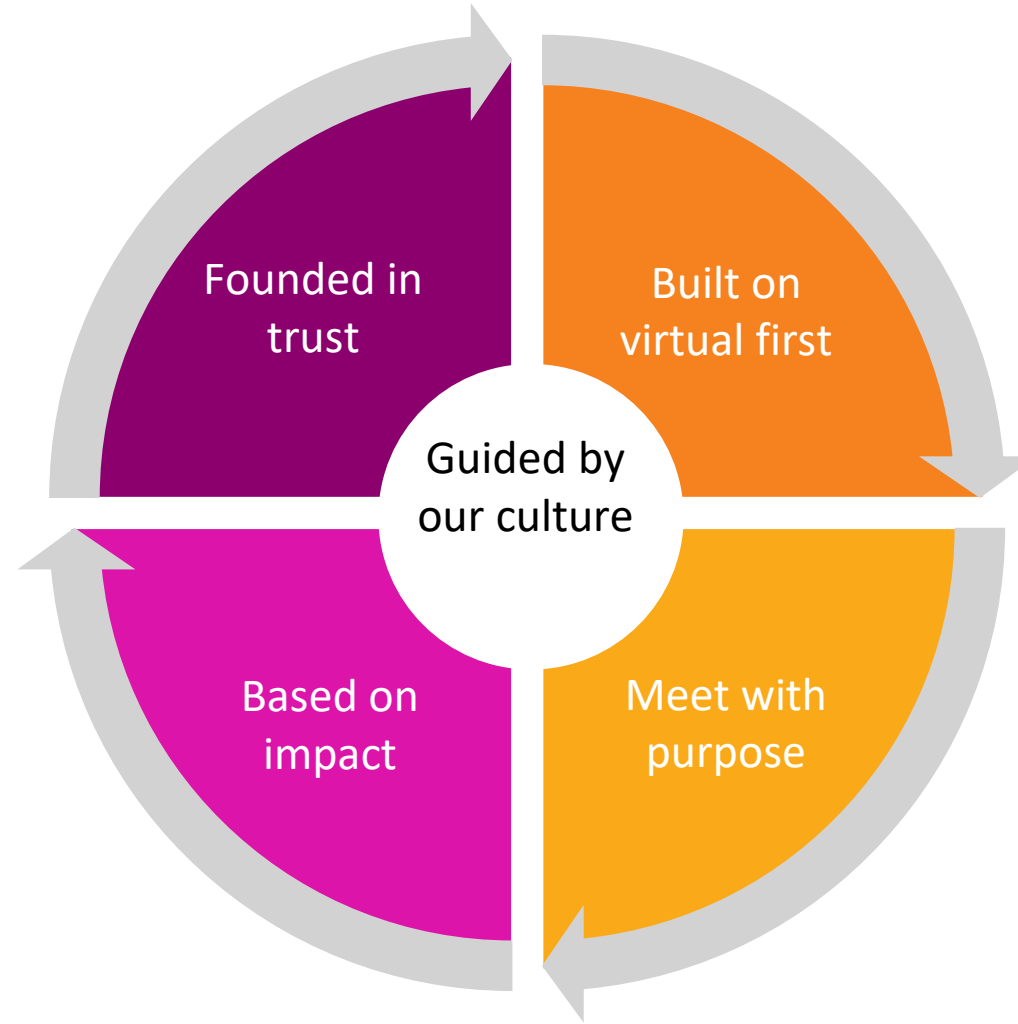 Founded in
trust
Built on
virtual first
Guided by
our culture
Based on
impact
Meet with
purpose